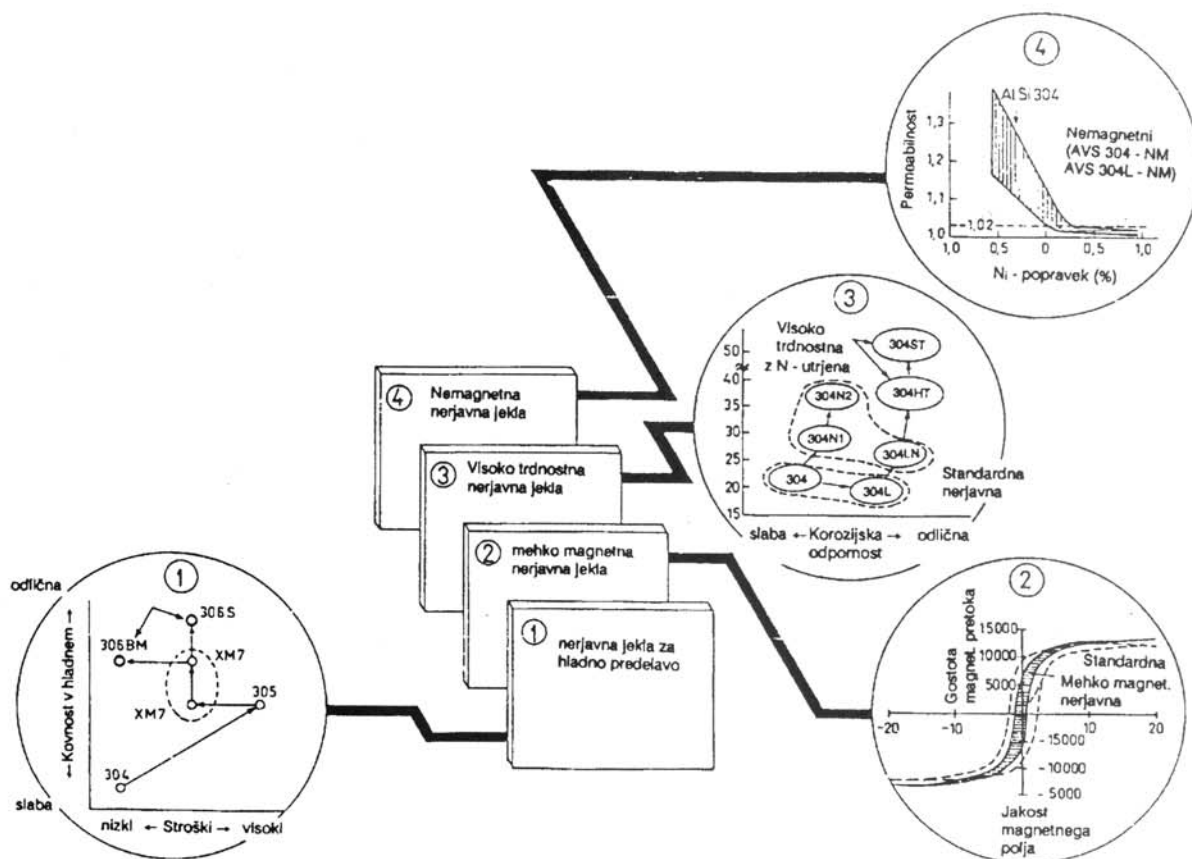 4
Al Si 304
Permoabilnost
1,3
1,2
1,1
1,0
1,02
Nemagnetni
(AVS 304 - NM
AVS 304L - NM)
1,0 0,5 0 0,5 1,0
Ni - popravek (%)
3
Visoko
trdnostna
z N - utrjena
50
40
35
30
25
20
15
304ST
304HT
304N2
304N1
304LN
304
304L
Standardna
nerjavna
slaba ← Korozijska → odlična
odpornost
4 Nemagnetna
nerjavna jekla
3 Visoko trdnostna
nerjavna jekla
2 mehko magnetna
nerjavna jekla
1 nerjavna jekla za
hladno predelavo
1
odlična
← Kovnost v hladnem →
slaba
306S
306BM
XM7
XM7
305
304
nizki ← Stroški → visoki
2
Gostota
magnet. pretoka
15000
10000
5000
Standardna
Mehko magnet.
nerjavna
-20 -10 10 20
- 15000
- 10000
- 5000
Jakost
magnetnega
polja